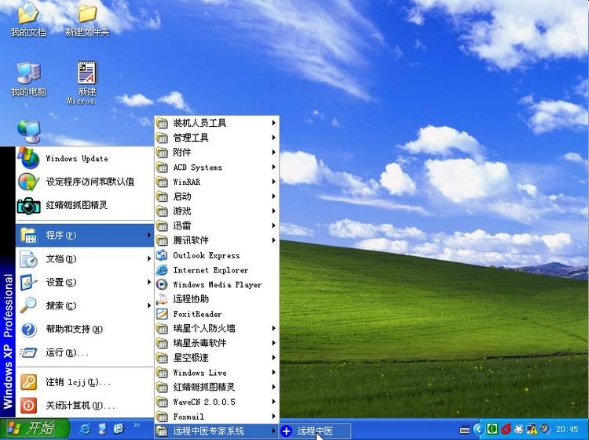 我的文档
新建文件夹
我的电脑
新建
Micros...
Windows Update
设定程序访问和默认值
红蜻蜓抓图精灵
程序(P)
文档(D)
设置(S)
搜索(C)
帮助和支持(H)
运行(R)...
注销 lcjj(L)...
关闭计算机(U)...
Windows XP Professional
装机人员工具
管理工具
附件
ACD Systems
WinRAR
启动
游戏
迅雷
腾讯软件
Outlook Express
Internet Explorer
Windows Media Player
远程协助
FoxitReader
瑞星个人防火墙
瑞星杀毒软件
星空极速
Windows Live
红蜻蜓抓图精灵
WaveCN 2.0.0.5
Foxmail
远程中医专家系统
远程中医
开始
20:45